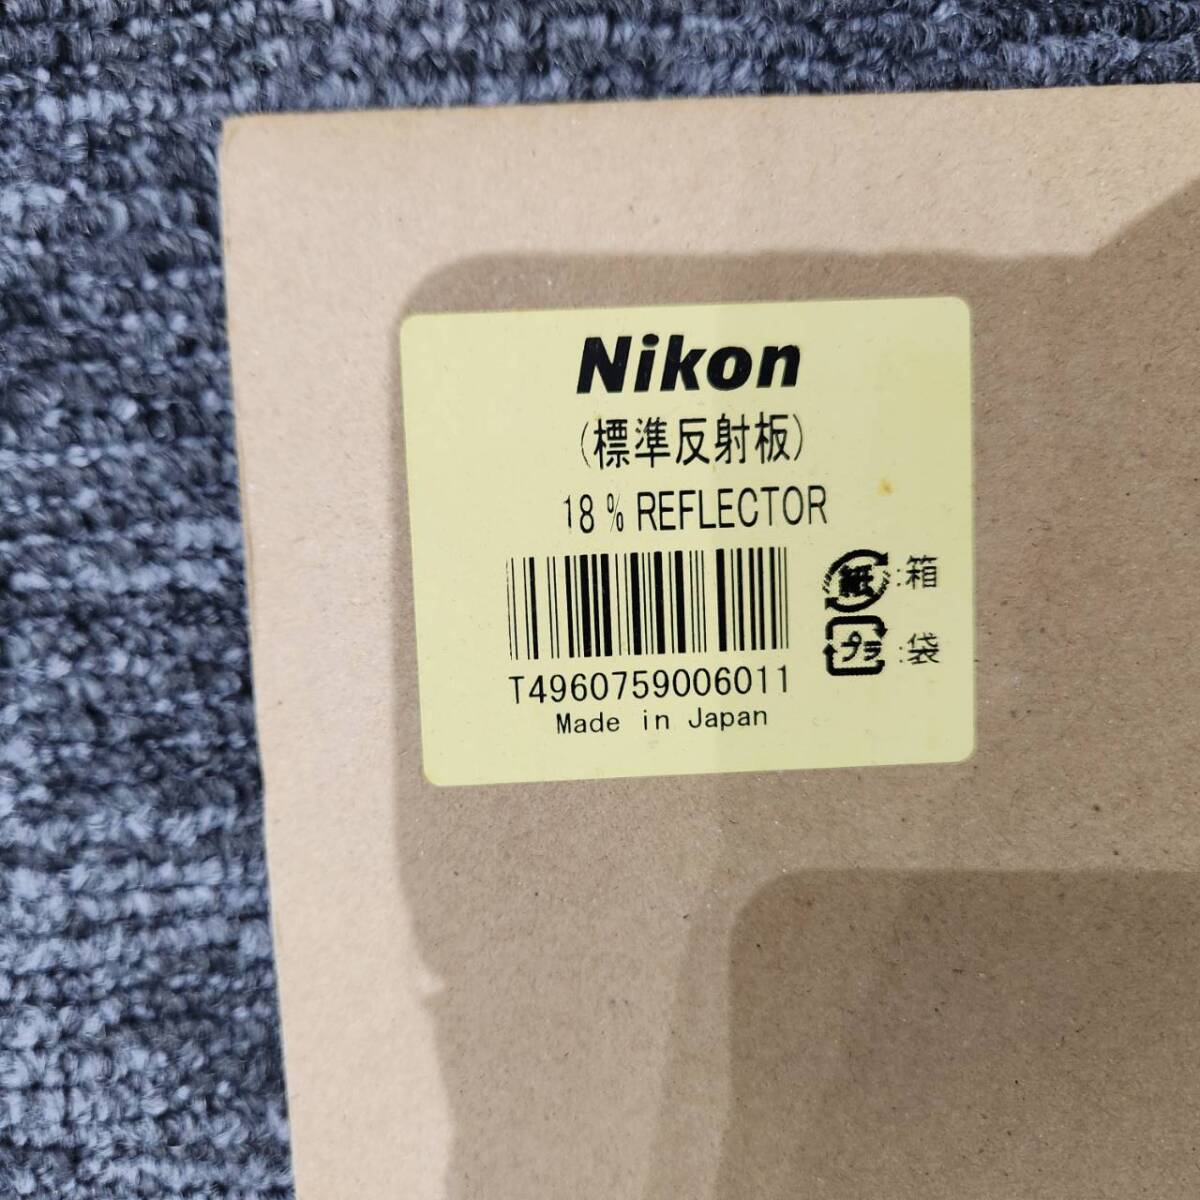 Nikon
(標準反射板)
18% REFLECTOR
紙:箱
プラ:袋
T4960759006011
Made in Japan